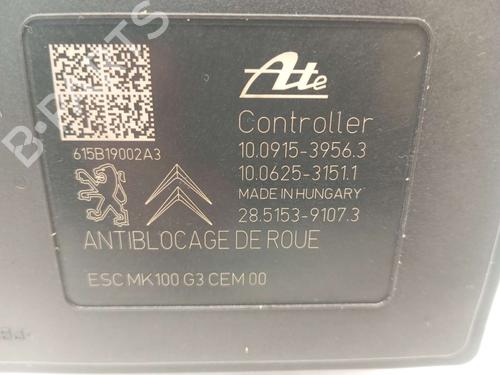 B-PARTS
Ate
615B19002A3
Controller
10.0915-3956.3
10.0625-3151.1
MADE IN HUNGARY
28.5153-9107.3
ANTIBLOCAGE DE ROUE
ESC MK100 G3 CEM 00